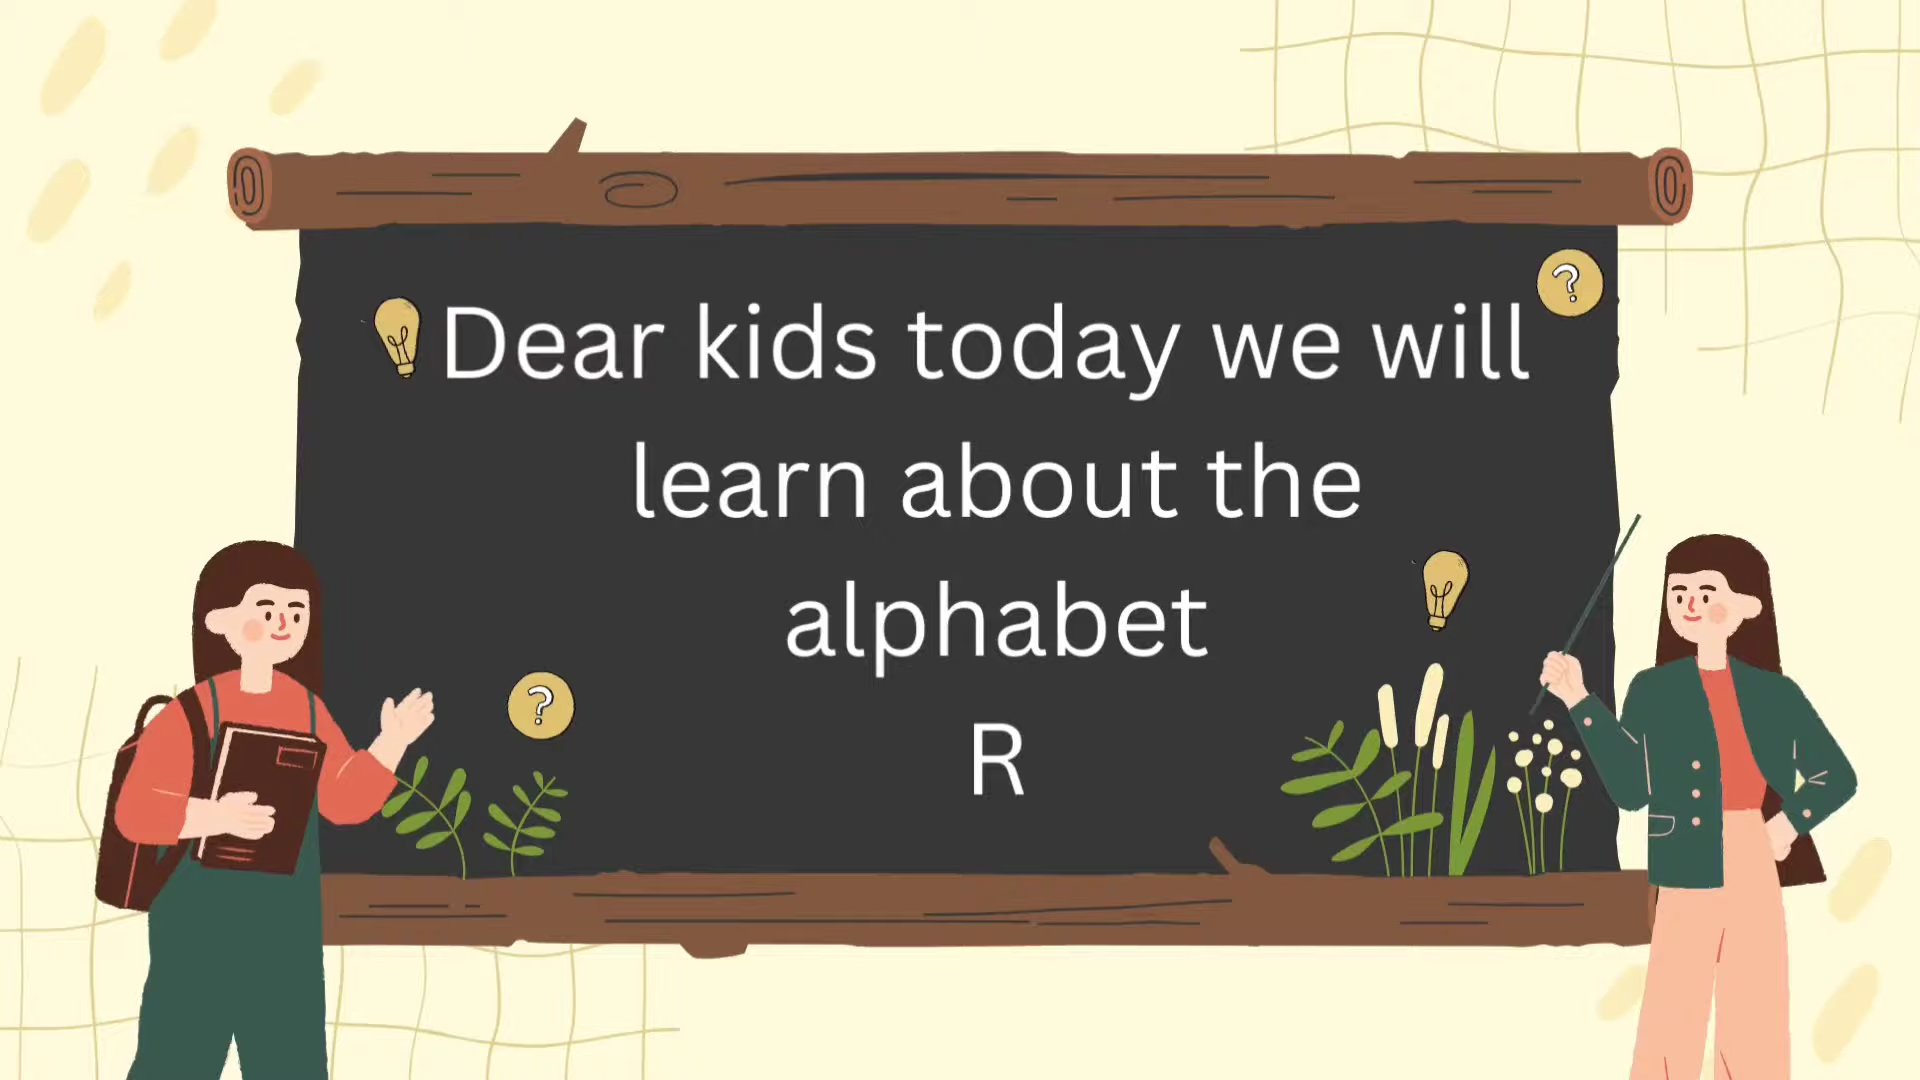 Dear kids today we will
learn about the
alphabet
R
?
?